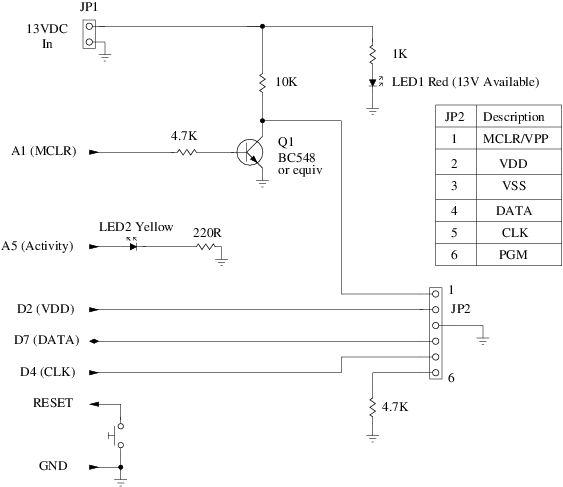 JP1
13VDC
In
1K
LED1 Red (13V Available)
10K
JP2 Description
1 MCLR/VPP
2 VDD
3 VSS
4 DATA
5 CLK
6 PGM
4.7K
Q1
BC548
or equiv
A1 (MCLR)
LED2 Yellow
220R
A5 (Activity)
1
D2 (VDD)
JP2
D7 (DATA)
D4 (CLK)
6
RESET
4.7K
GND